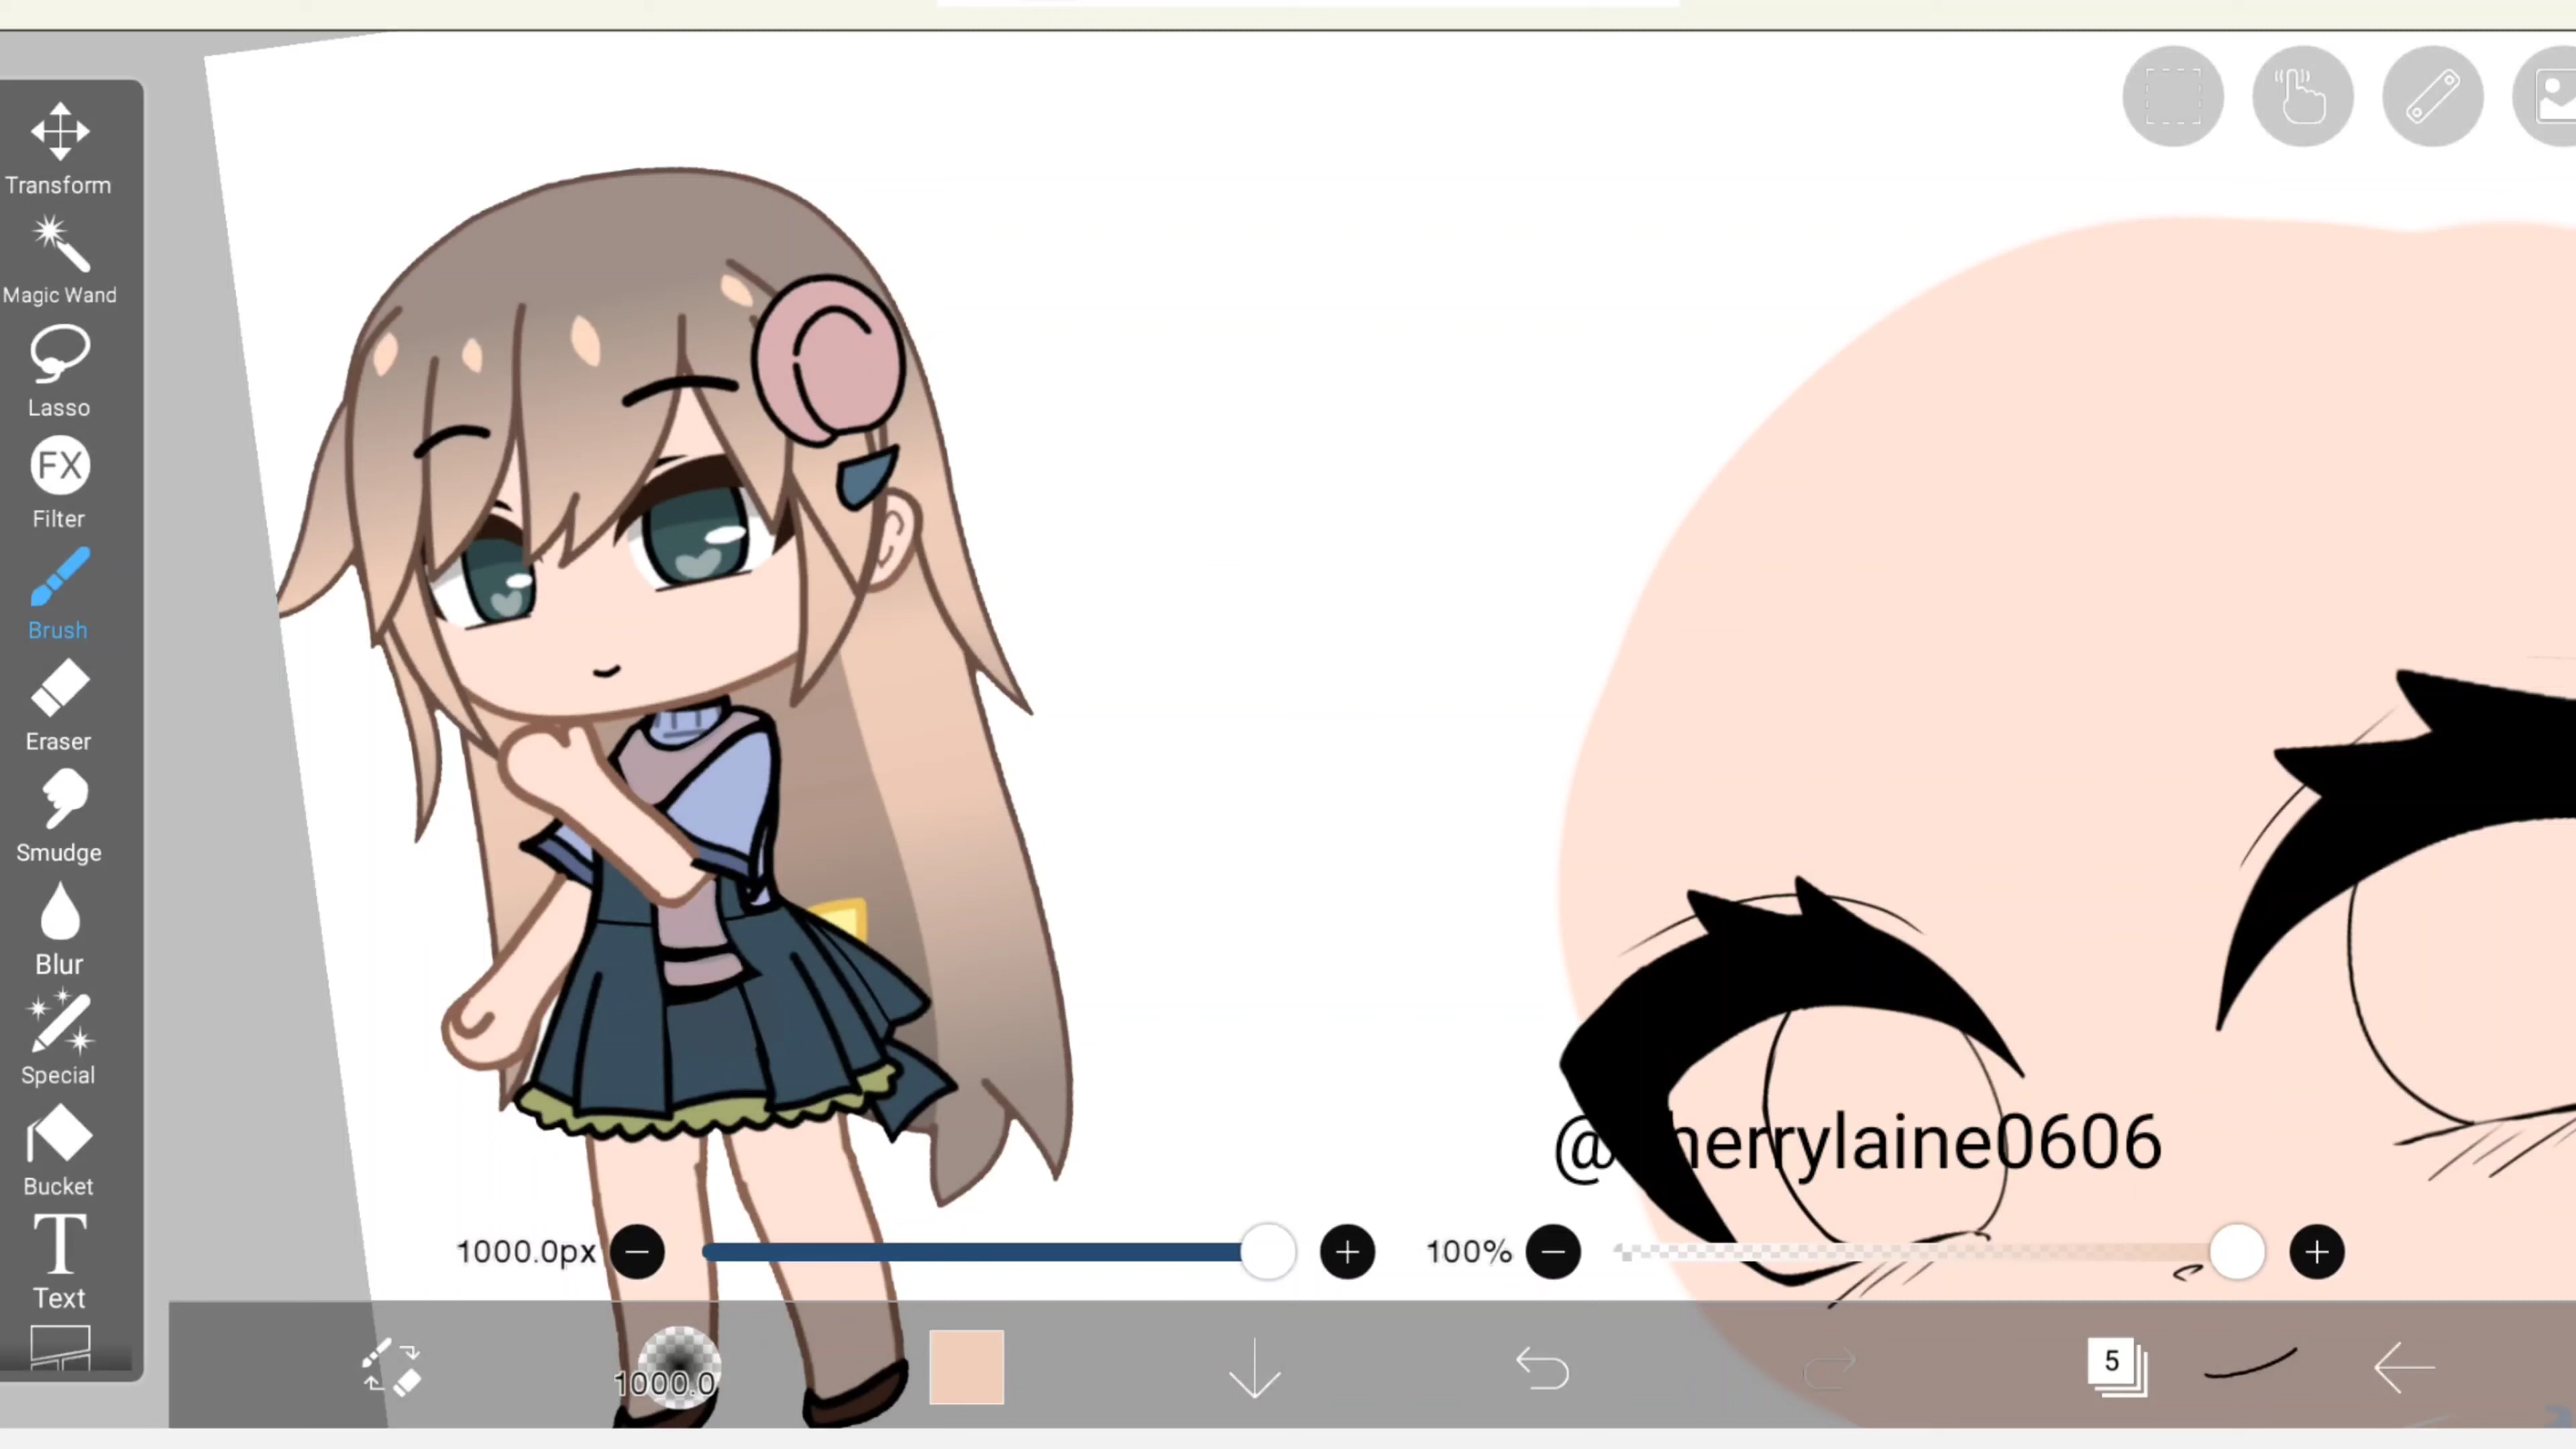 Transform
Magic Wand
Lasso
FX
Filter
Brush
Eraser
Smudge
Blur
Special
Bucket
T
Text
@cherrylaine0606
1000.0px
100%
1000.0
5